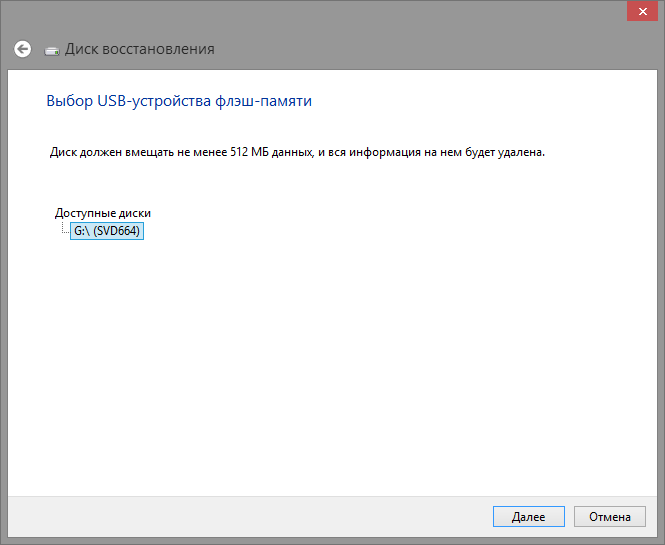 Диск восстановления
Выбор USB-устройства флэш-памяти
Диск должен вмещать не менее 512 МБ данных, и вся информация на нем будет удалена.
Доступные диски
G:\ (SVD664)
Далее
Отмена